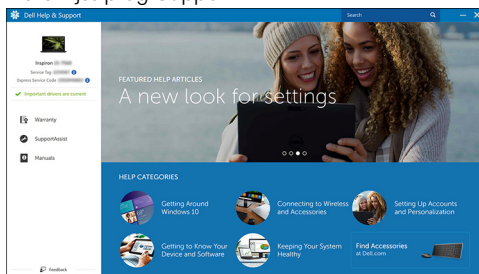 Dell Help & Support
Search
Inspiron
Service Tag
Express Service Code
Important drivers are current
Warranty
SupportAssist
Manuals
Feedback
FEATURED HELP ARTICLES
A new look for settings
HELP CATEGORIES
Getting Around
Windows 10
Connecting to Wireless
and Accessories
Setting Up Accounts
and Personalization
Getting to Know Your
Device and Software
Keeping Your System
Healthy
Find Accessories
at Dell.com